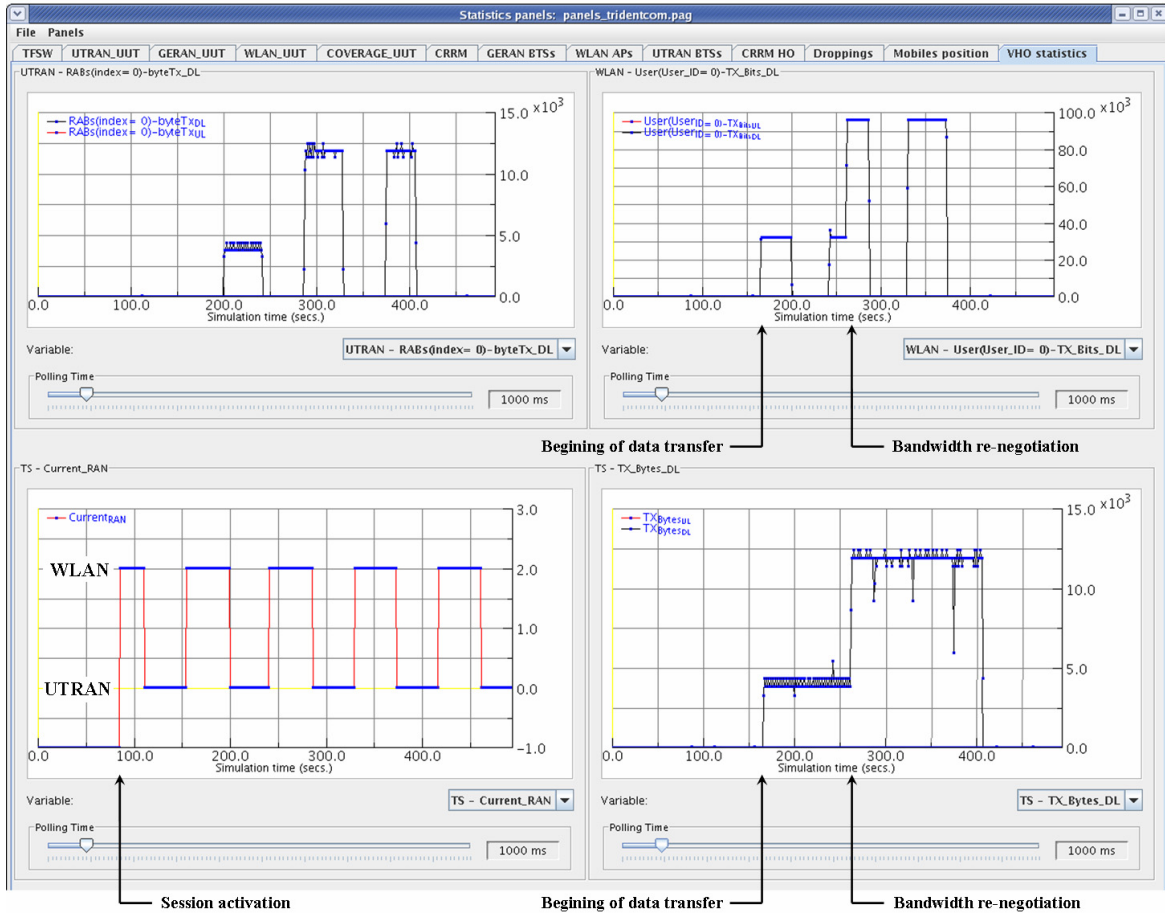 Statistics panels: panels_tridentcom.pag
File Panels
TFSW UTRAN_UUT GERAN_UUT WLAN_UUT COVERAGE_UUT CRRM GERAN BTSs WLAN APs UTRAN BTSs CRRM HO Droppings Mobiles position VHO statistics
UTRAN - RABs(index= 0)-byteTx_DL
RABs(index= 0)-byteTxDL
RABs(index= 0)-byteTxUL
15.0 x10³
10.0
5.0
0.0
0.0 100.0 200.0 300.0 400.0
Simulation time (secs.)
Variable: UTRAN - RABs(index= 0)-byteTx_DL
Polling Time
1000 ms
WLAN - User(User_ID= 0)-TX_Bits_DL
User(UserID= 0)-TXBitsUL
User(UserID= 0)-TXBitsDL
100.0 x10³
80.0
60.0
40.0
20.0
0.0
0.0 100.0 200.0 300.0 400.0
Simulation time (secs.)
Variable: WLAN - User(User_ID= 0)-TX_Bits_DL
Polling Time
1000 ms
Begining of data transfer
Bandwidth re-negotiation
TS - Current_RAN
CurrentRAN
WLAN
UTRAN
3.0
2.0
1.0
0.0
-1.0
0.0 100.0 200.0 300.0 400.0
Simulation time (secs.)
Variable: TS - Current_RAN
Polling Time
1000 ms
Session activation
TS - TX_Bytes_DL
TXBytesUL
TXBytesDL
15.0 x10³
10.0
5.0
0.0
0.0 100.0 200.0 300.0 400.0
Simulation time (secs.)
Variable: TS - TX_Bytes_DL
Polling Time
1000 ms
Begining of data transfer
Bandwidth re-negotiation